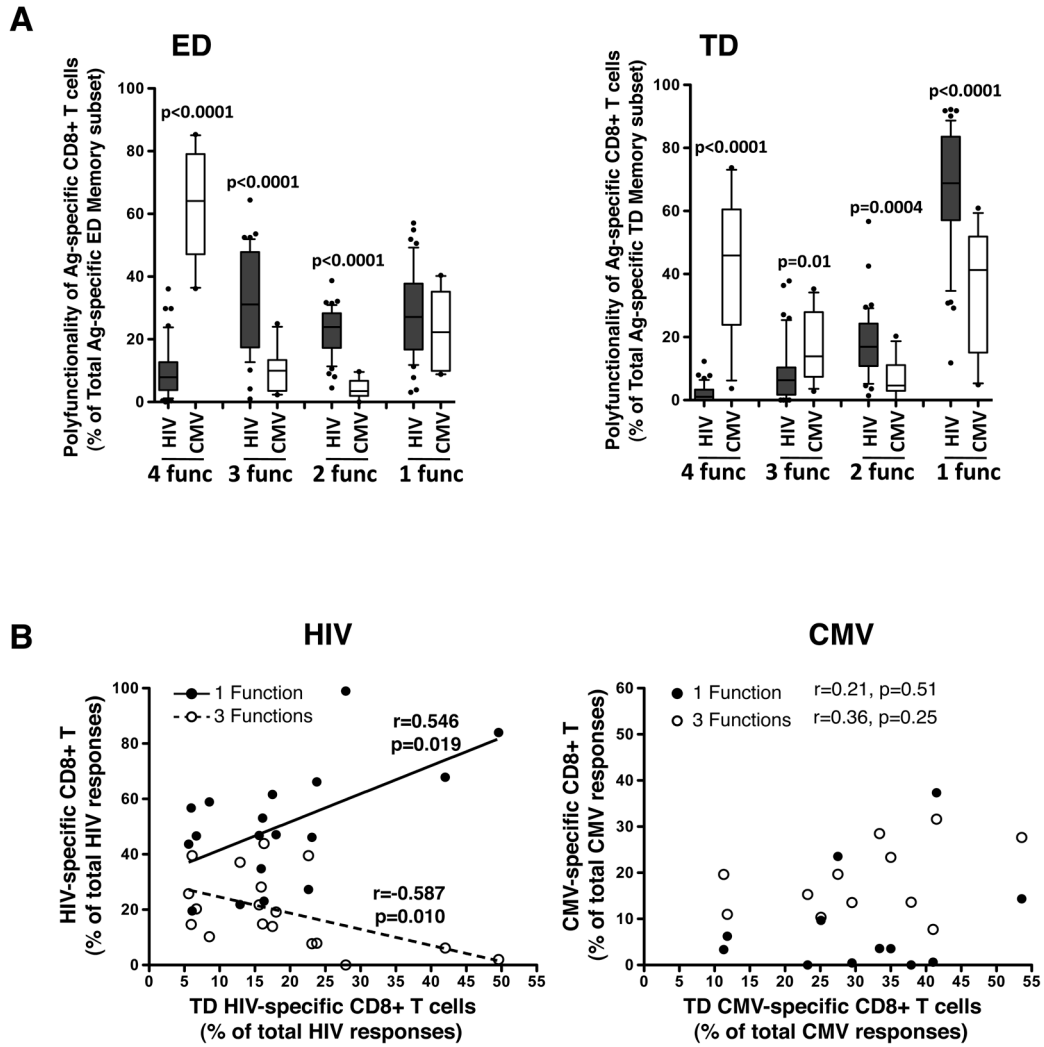 A
ED
Polyfunctionality of Ag-specific CD8+ T cells
(% of Total Ag-specific ED Memory subset)
100
80
60
40
20
0
p<0.0001
p<0.0001
p<0.0001
HIV
CMV
HIV
CMV
HIV
CMV
HIV
CMV
4 func
3 func
2 func
1 func
TD
Polyfunctionality of Ag-specific CD8+ T cells
(% of Total Ag-specific TD Memory subset)
100
80
60
40
20
0
p<0.0001
p=0.01
p=0.0004
p<0.0001
HIV
CMV
HIV
CMV
HIV
CMV
HIV
CMV
4 func
3 func
2 func
1 func
B
HIV
HIV-specific CD8+ T
(% of total HIV responses)
100
80
60
40
20
0
1 Function
3 Functions
r=0.546
p=0.019
r=-0.587
p=0.010
0 5 10 15 20 25 30 35 40 45 50 55
TD HIV-specific CD8+ T cells
(% of total HIV responses)
CMV
CMV-specific CD8+ T
(% of total CMV responses)
60
50
40
30
20
10
0
1 Function r=0.21, p=0.51
3 Functions r=0.36, p=0.25
0 5 10 15 20 25 30 35 40 45 50 55
TD CMV-specific CD8+ T cells
(% of total CMV responses)